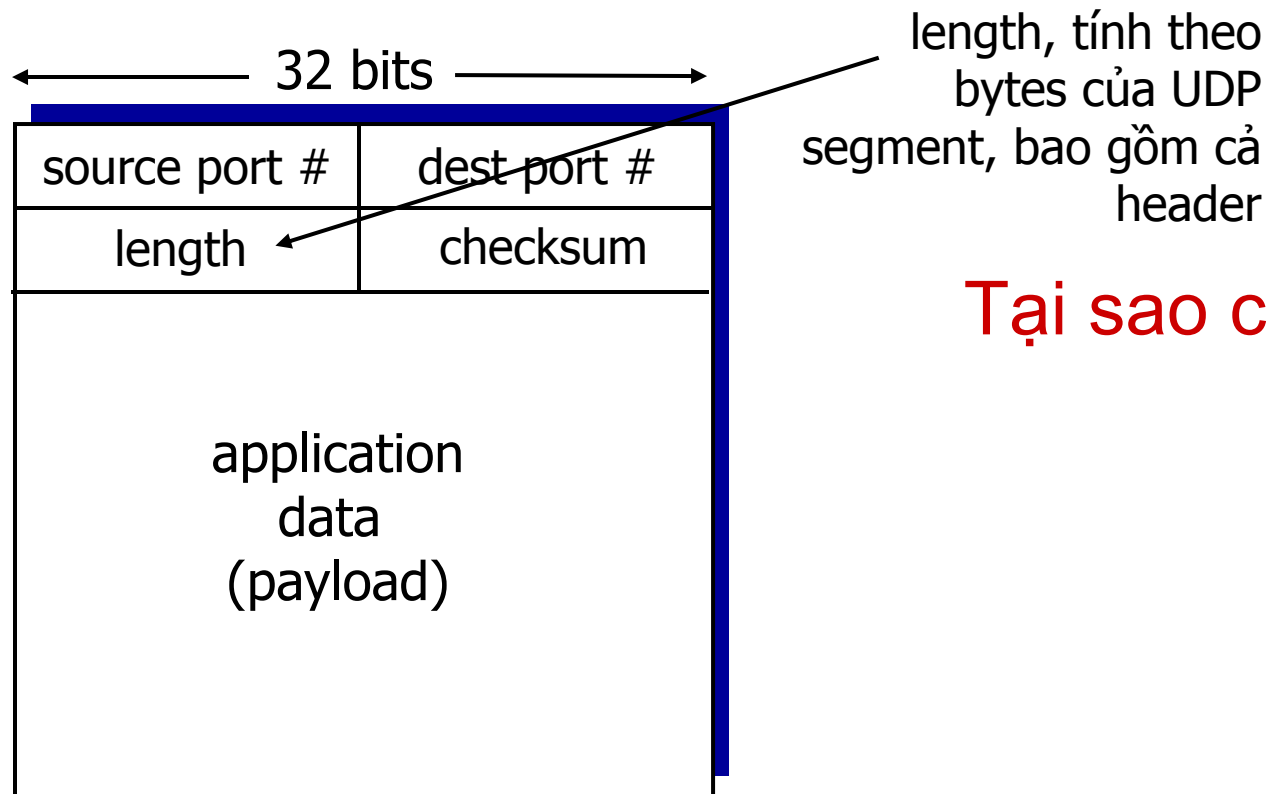 32 bits
source port # dest port #
length checksum
application
data
(payload)
length, tính theo
bytes của UDP
segment, bao gồm cả
header
Tại sao c